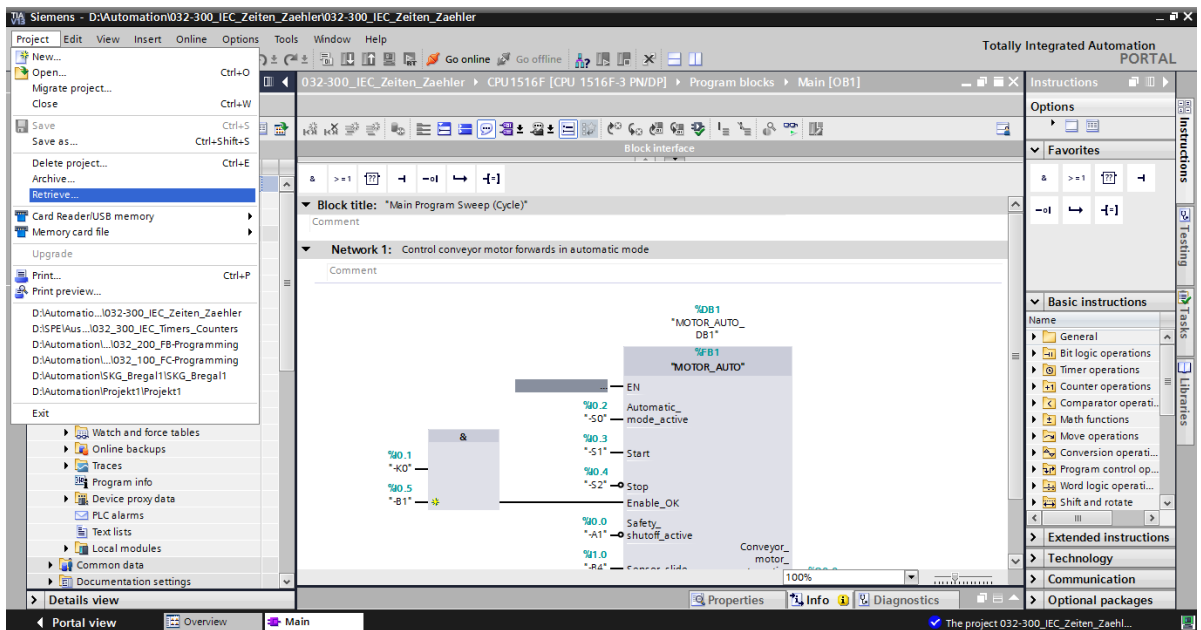 Siemens - D:\Automation\032-300_IEC_Zeiten_Zaehler\032-300_IEC_Zeiten_Zaehler
Project Edit View Insert Online Options Tools Window Help
Totally Integrated Automation
PORTAL
New...
Open... Ctrl+O
Migrate project...
Close Ctrl+W
Save Ctrl+S
Save as... Ctrl+Shift+S
Delete project... Ctrl+E
Archive...
Retrieve...
Card Reader/USB memory
Memory card file
Upgrade
Print... Ctrl+P
Print preview...
D:\Automatio...\032-300_IEC_Zeiten_Zaehler
D:\SPE\Aus...\032_300_IEC_Timers_Counters
D:\Automation\...\032_200_FB-Programming
D:\Automation\...\032_100_FC-Programming
D:\Automation\SKG_Bregal1\SKG_Bregal1
D:\Automation\Projekt1\Projekt1
Exit
Watch and force tables
Online backups
Traces
Program info
Device proxy data
PLC alarms
Text lists
Local modules
Common data
Documentation settings
Details view
Go online Go offline
032-300_IEC_Zeiten_Zaehler CPU1516F [CPU 1516F-3 PN/DP] Program blocks Main [OB1]
Block interface
& >=1 ??
Block title: "Main Program Sweep (Cycle)"
Comment
Network 1: Control conveyor motor forwards in automatic mode
Comment
%DB1
"MOTOR_AUTO_
DB1"
%FB1
"MOTOR_AUTO"
... EN
%I0.2
"-S0"
Automatic_
mode_active
%I0.3
"-S1" Start
%I0.4
"-S2" Stop
&
%I0.1
"-K0"
%I0.5
"-B1"
Enable_OK
%I0.0
"-A1"
Safety_
shutoff_active
%I1.0
"-B4" Sensor_slide
Conveyor_
motor_
100%
Properties Info Diagnostics
Instructions
Options
Favorites
& >=1 ??
Basic instructions
Name
General
Bit logic operations
Timer operations
Counter operations
Comparator operati..
Math functions
Move operations
Conversion operati...
Program control op...
Word logic operati...
Shift and rotate
Extended instructions
Technology
Communication
Optional packages
Instructions
Testing
Tasks
Libraries
Portal view Overview Main
The project 032-300_IEC_Zeiten_Zaehl...